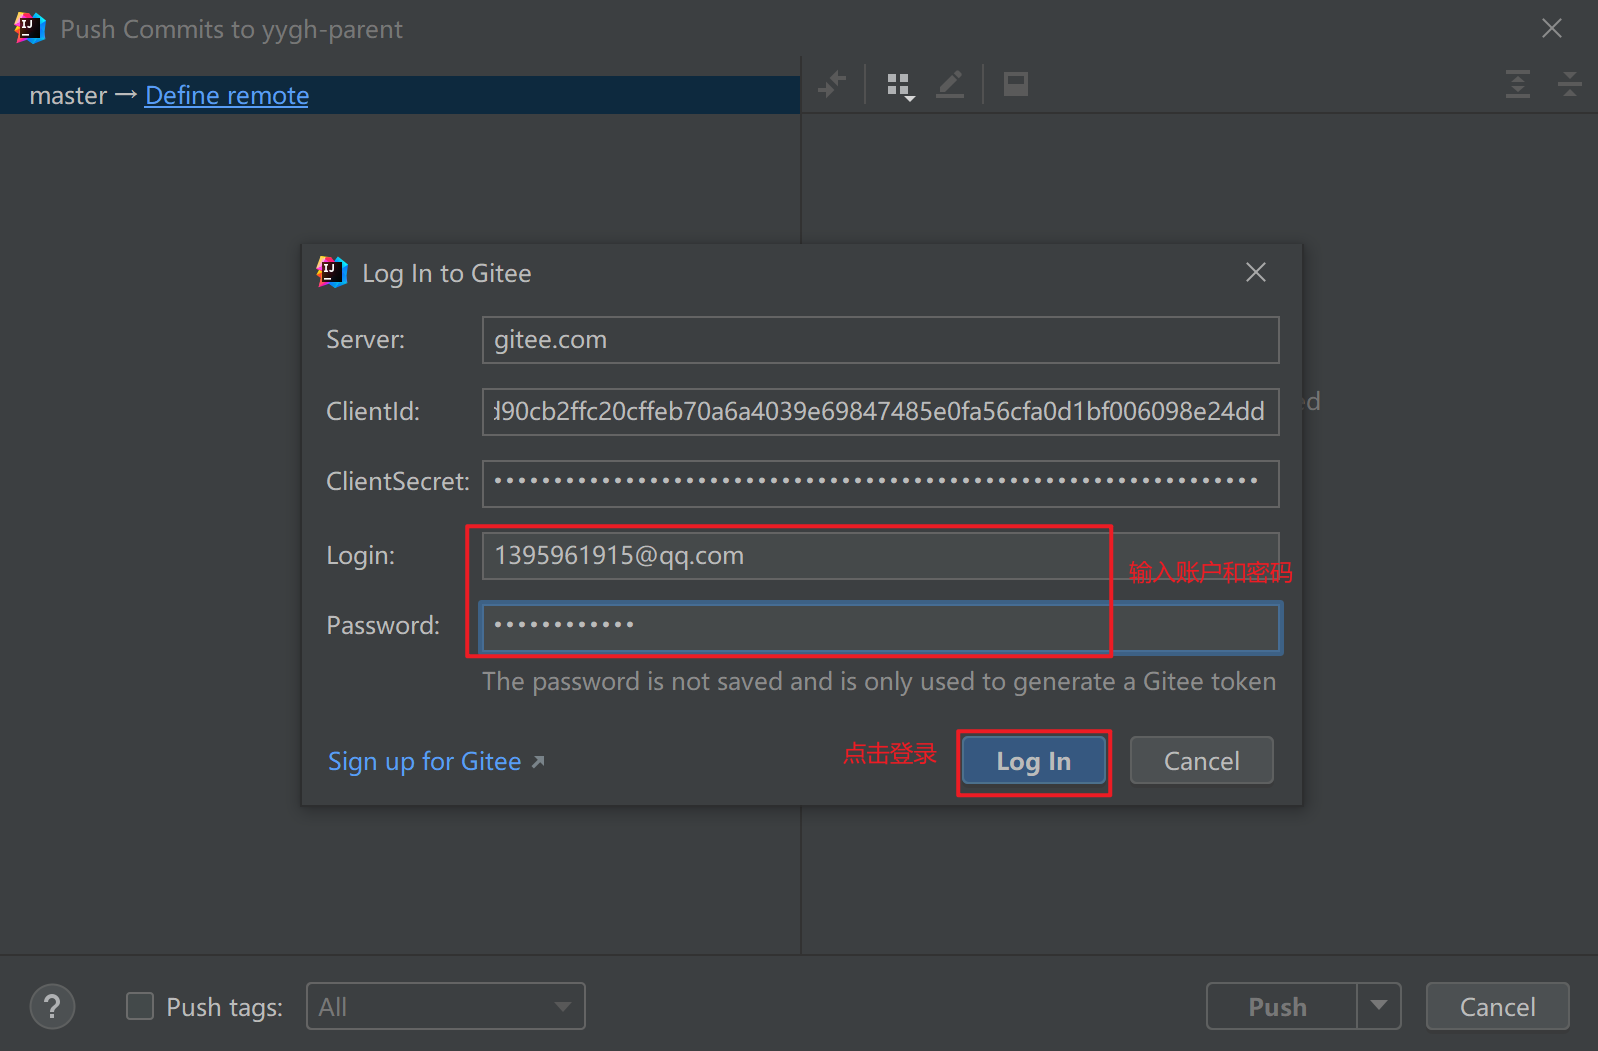 Push Commits to yygh-parent
master → Define remote
Log In to Gitee
Server: gitee.com
ClientId: d90cb2ffc20cffeb70a6a4039e69847485e0fa56cfa0d1bf006098e24dd
ed
ClientSecret: ••••••••••••••••••••••••••••••••••••••••••••••••••••••••••••••••
Login: 1395961915@qq.com
输入账户和密码
Password: ••••••••••••
The password is not saved and is only used to generate a Gitee token
Sign up for Gitee ↗
点击登录
Log In
Cancel
? Push tags: All
Push
Cancel